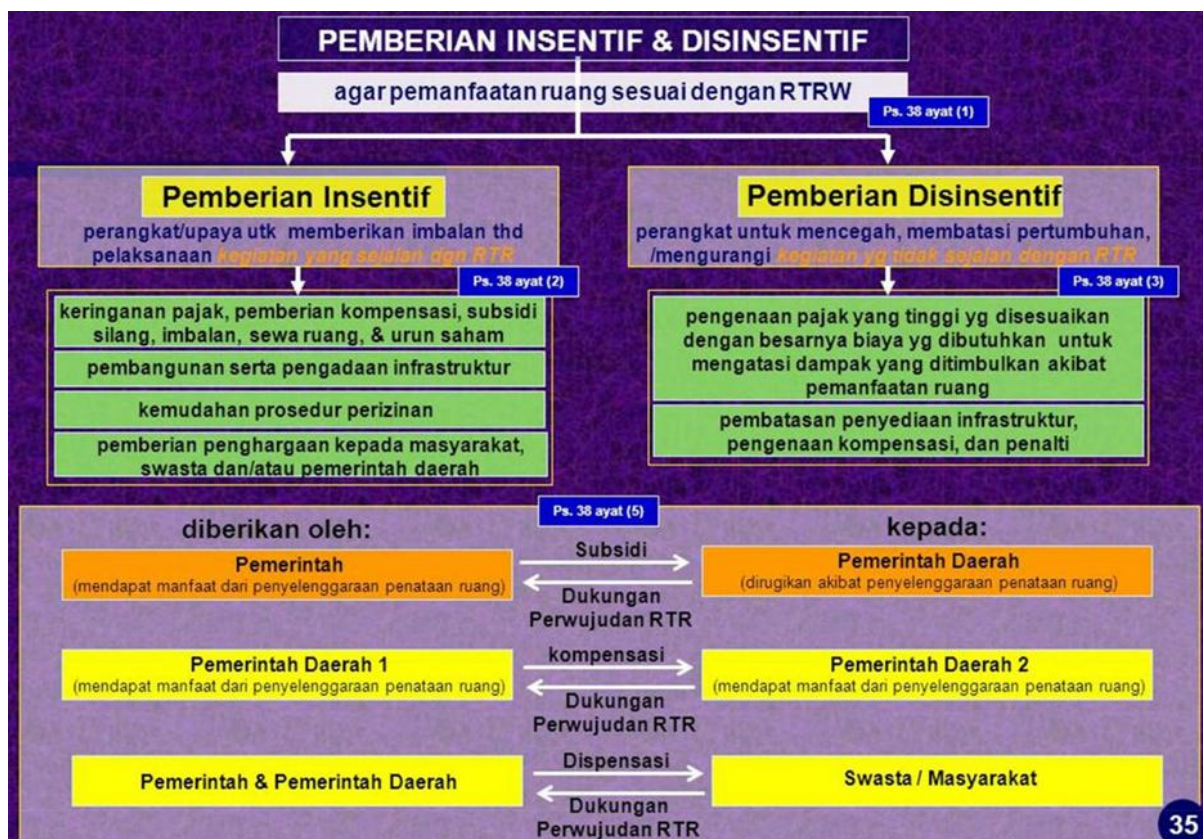 PEMBERIAN INSENTIF & DISINSENTIF
agar pemanfaatan ruang sesuai dengan RTRW
Ps. 38 ayat (1)
Pemberian Insentif
perangkat/upaya utk memberikan imbalan thd
pelaksanaan kegiatan yang sejalan dgn RTR
Ps. 38 ayat (2)
keringanan pajak, pemberian kompensasi, subsidi
silang, imbalan, sewa ruang, & urun saham
pembangunan serta pengadaan infrastruktur
kemudahan prosedur perizinan
pemberian penghargaan kepada masyarakat,
swasta dan/atau pemerintah daerah
Pemberian Disinsentif
perangkat untuk mencegah, membatasi pertumbuhan,
/mengurangi kegiatan yg tidak sejalan dengan RTR
Ps. 38 ayat (3)
pengenaan pajak yang tinggi yg disesuaikan
dengan besarnya biaya yg dibutuhkan untuk
mengatasi dampak yang ditimbulkan akibat
pemanfaatan ruang
pembatasan penyediaan infrastruktur,
pengenaan kompensasi, dan penalti
Ps. 38 ayat (5)
diberikan oleh:
kepada:
Pemerintah
(mendapat manfaat dari penyelenggaraan penataan ruang)
Subsidi
Dukungan
Perwujudan RTR
Pemerintah Daerah
(dirugikan akibat penyelenggaraan penataan ruang)
Pemerintah Daerah 1
(mendapat manfaat dari penyelenggaraan penataan ruang)
kompensasi
Dukungan
Perwujudan RTR
Pemerintah Daerah 2
(mendapat manfaat dari penyelenggaraan penataan ruang)
Pemerintah & Pemerintah Daerah
Dispensasi
Dukungan
Perwujudan RTR
Swasta / Masyarakat
35